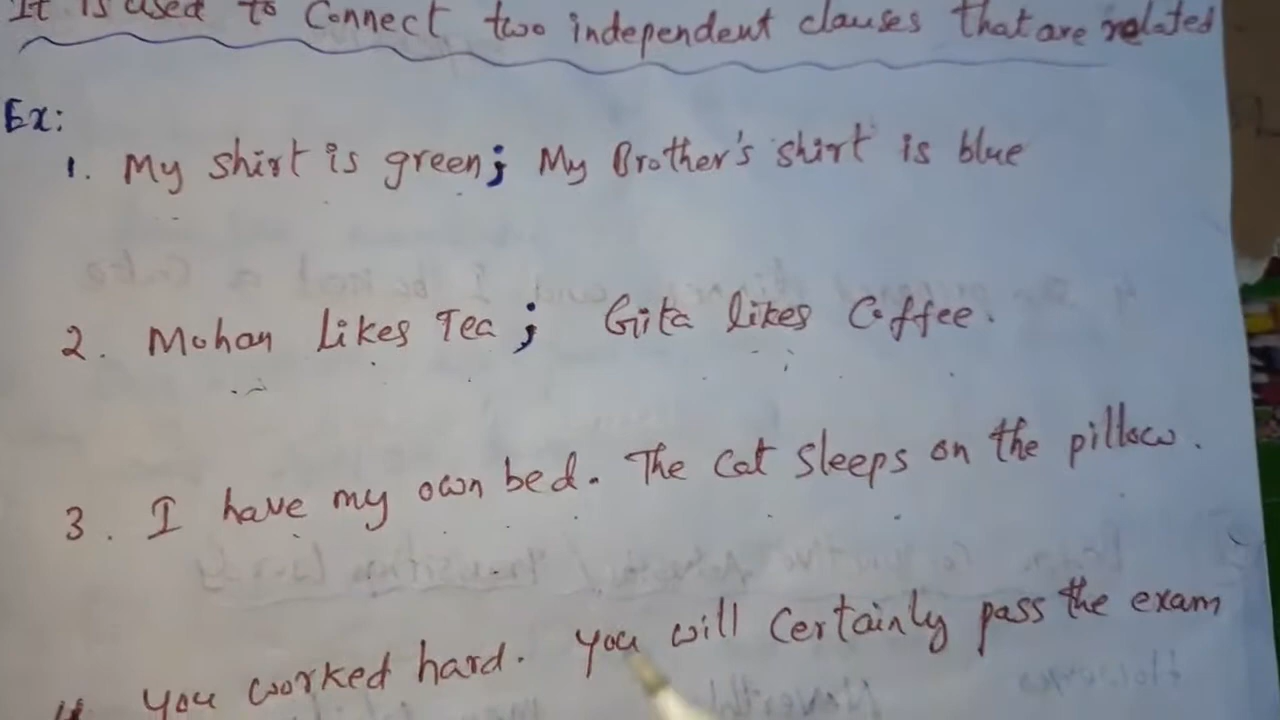 It is used to Connect two independent clauses that are related
Ex:
1. My shirt is green; My Brother's shirt is blue
2. Mohan likes Tea; Gita likes Coffee.
3. I have my own bed. The Cat Sleeps on the pillow.
4 You worked hard. You will Certainly pass the exam